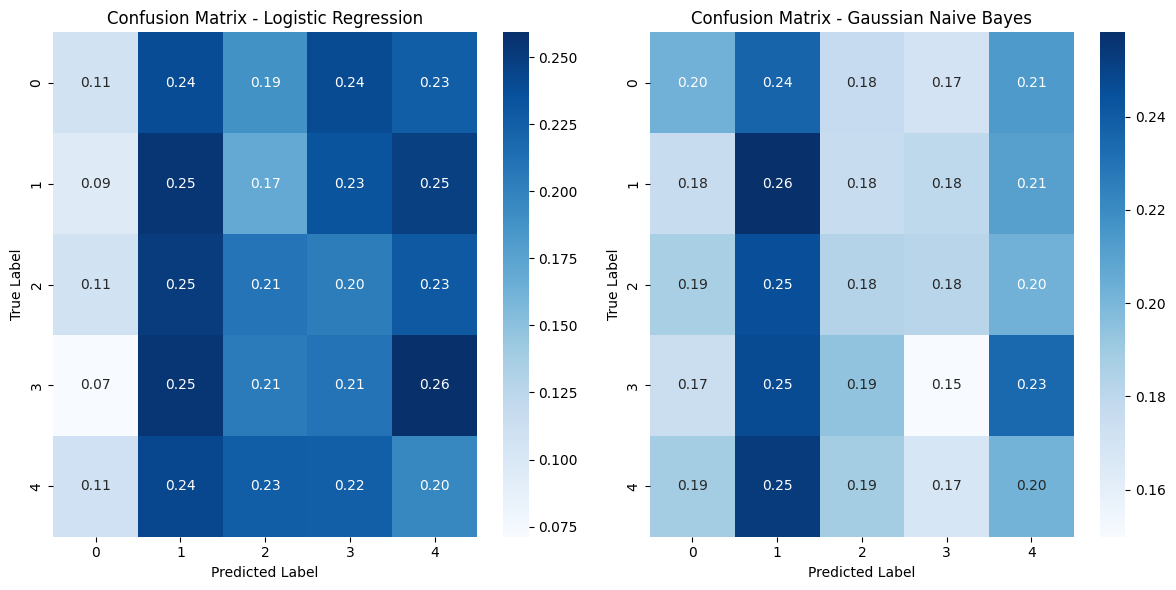 Confusion Matrix - Logistic Regression
True Label
0 0.11 0.24 0.19 0.24 0.23
1 0.09 0.25 0.17 0.23 0.25
2 0.11 0.25 0.21 0.20 0.23
3 0.07 0.25 0.21 0.21 0.26
4 0.11 0.24 0.23 0.22 0.20
0 1 2 3 4
Predicted Label
0.250
0.225
0.200
0.175
0.150
0.125
0.100
0.075
Confusion Matrix - Gaussian Naive Bayes
True Label
0 0.20 0.24 0.18 0.17 0.21
1 0.18 0.26 0.18 0.18 0.21
2 0.19 0.25 0.18 0.18 0.20
3 0.17 0.25 0.19 0.15 0.23
4 0.19 0.25 0.19 0.17 0.20
0 1 2 3 4
Predicted Label
0.24
0.22
0.20
0.18
0.16